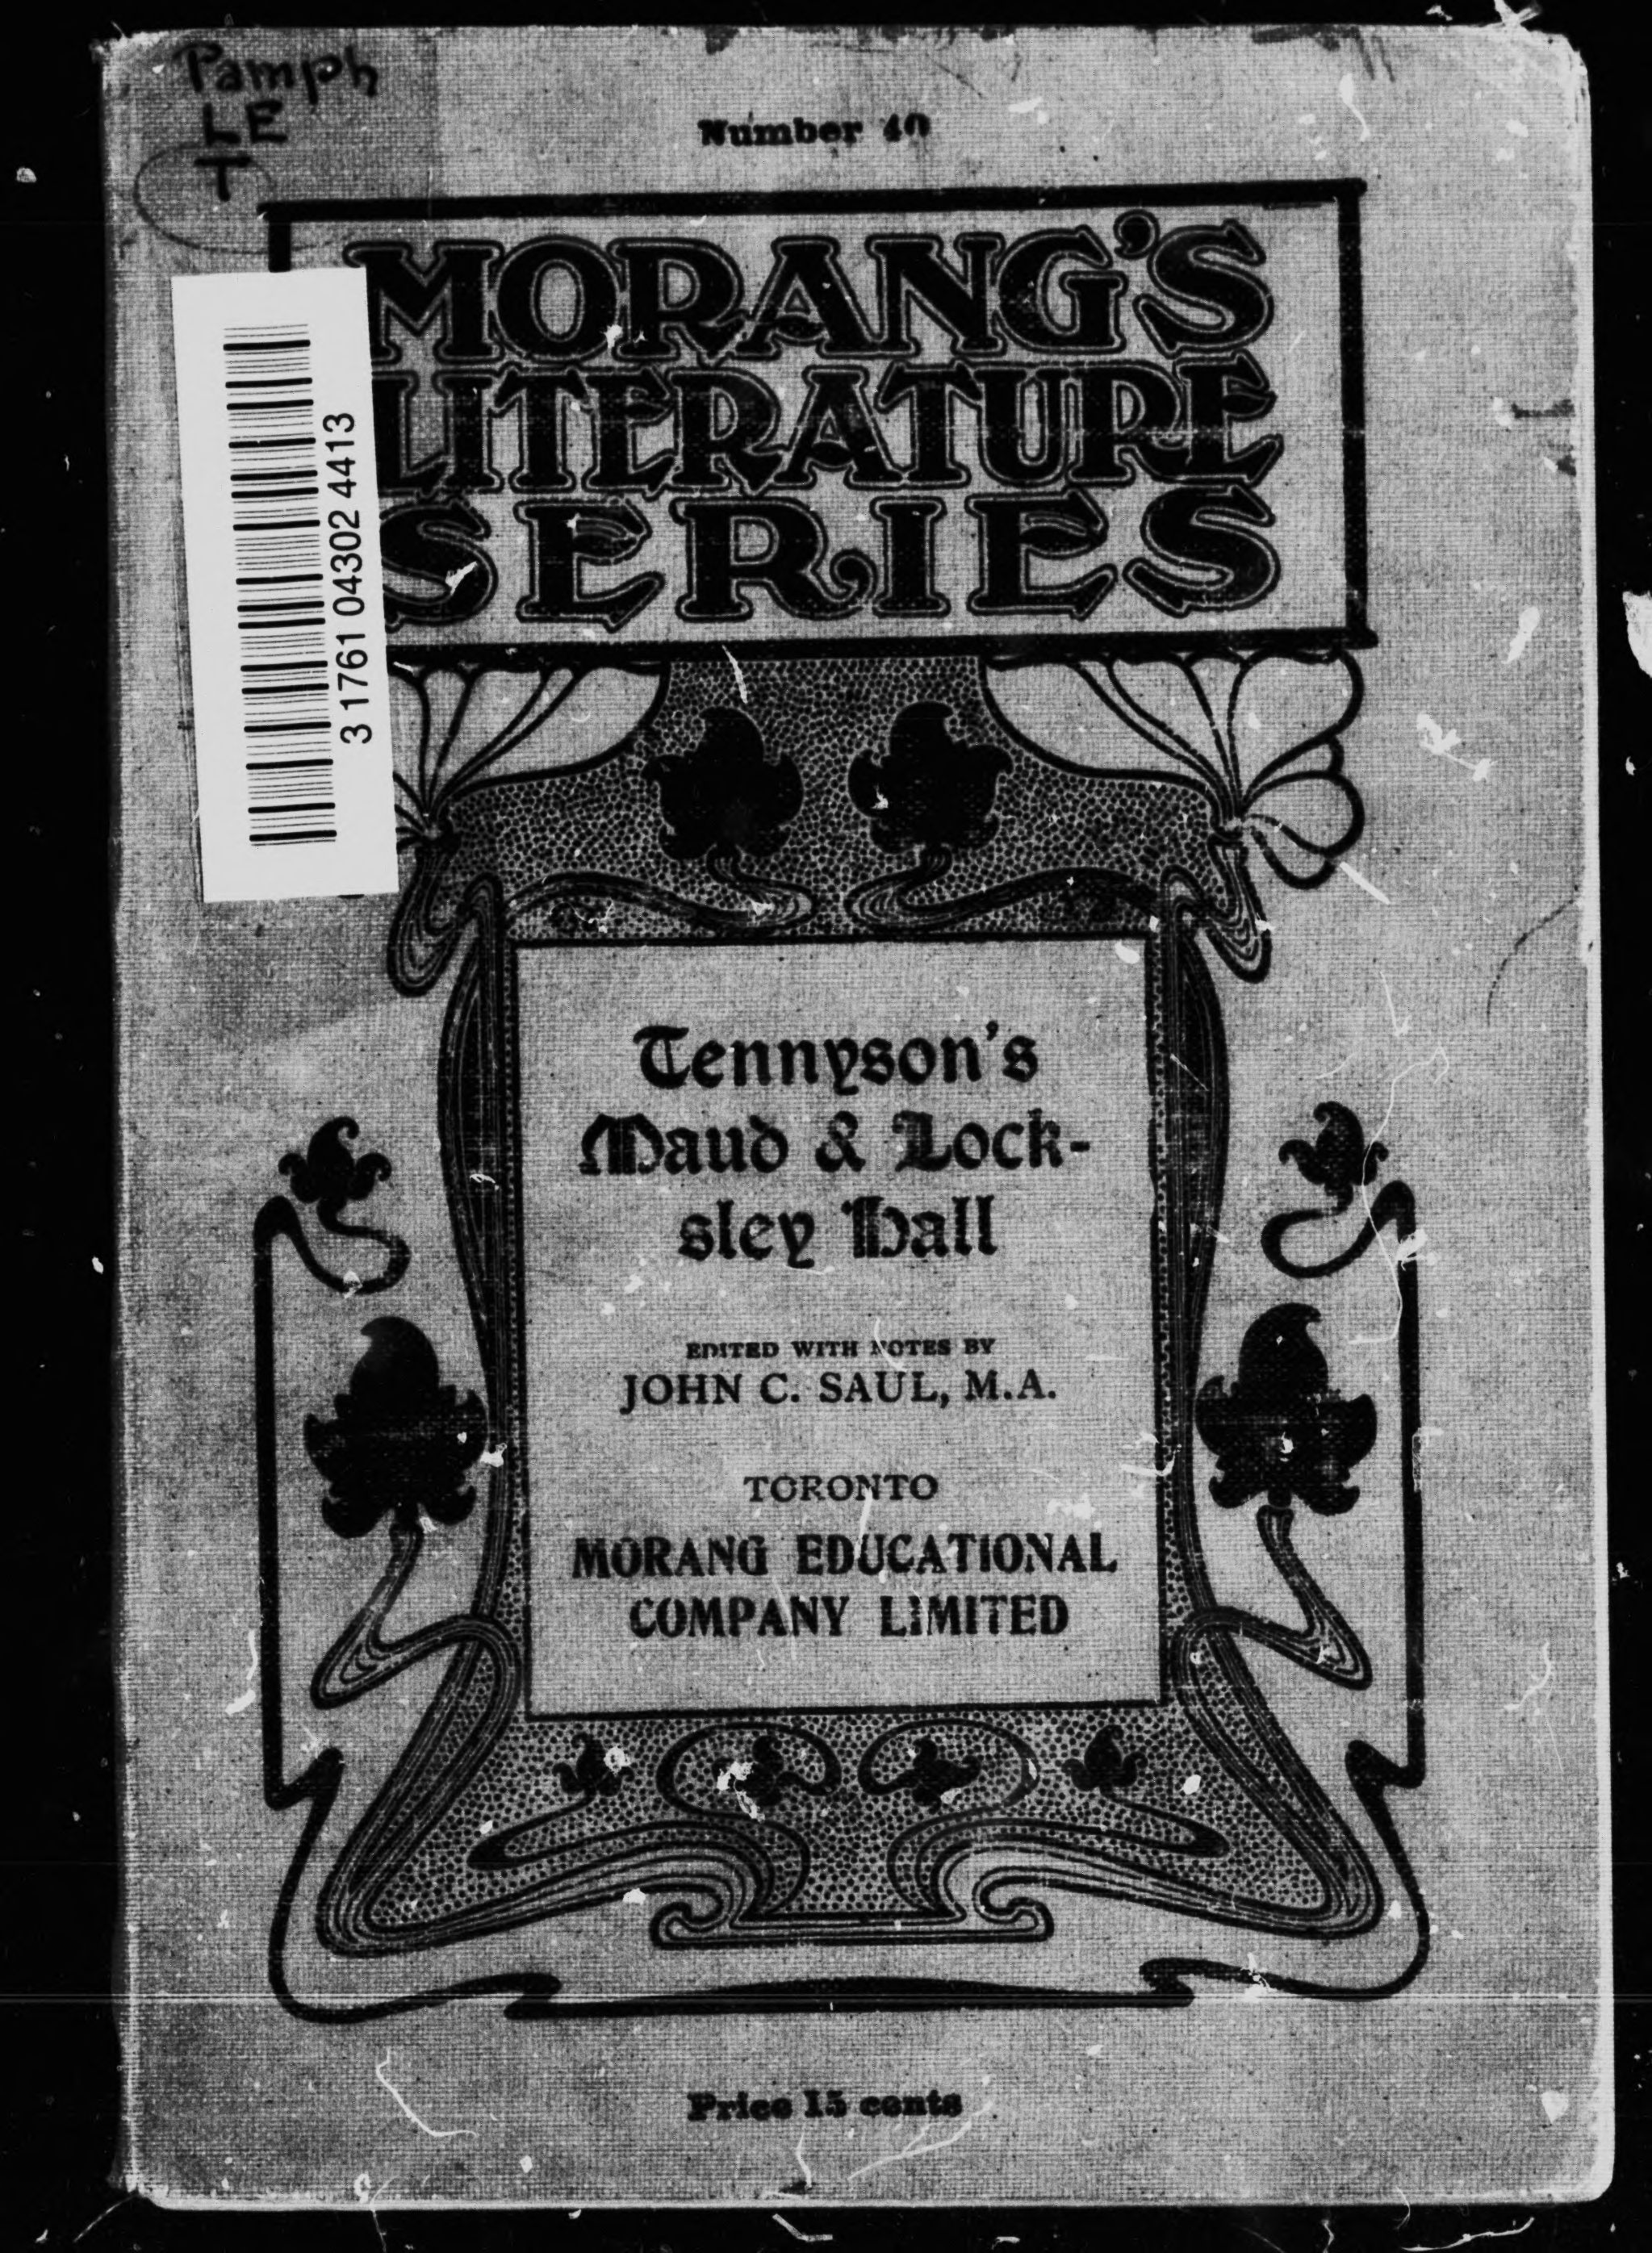 Pamph
LE
T
Number 40
MORANG'S
LITERATURE
SERIES
3 1761 04302 4413
Tennyson's
Maud & Lock-
sley Hall
EDITED WITH NOTES BY
JOHN C. SAUL, M.A.
TORONTO
MORANG EDUCATIONAL
COMPANY LIMITED
Price 15 cents